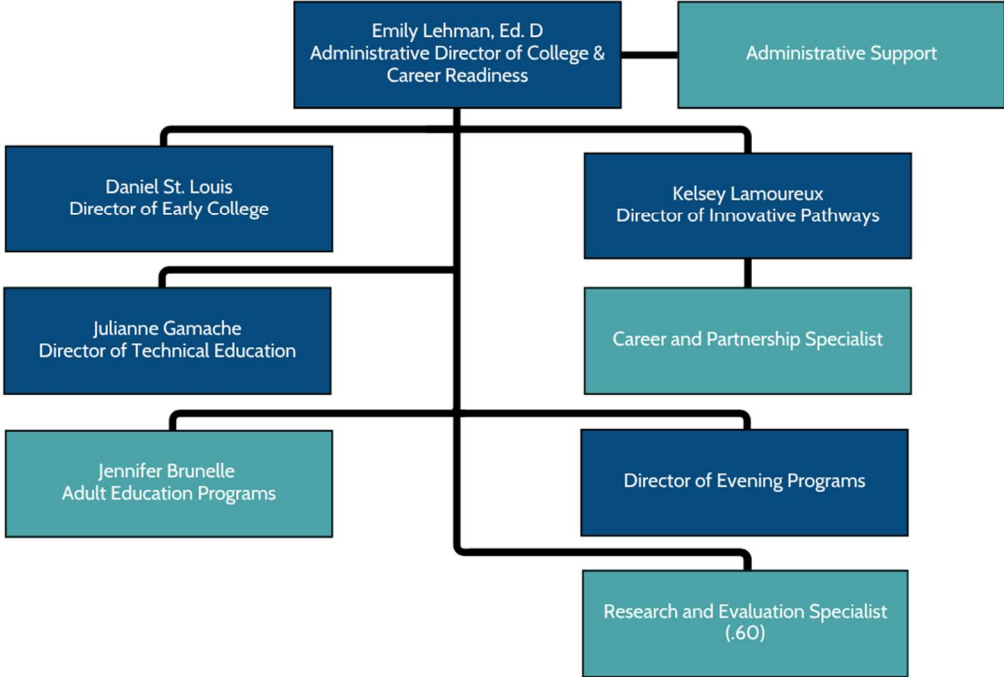 Emily Lehman, Ed. D
Administrative Director of College &
Career Readiness
Administrative Support
Daniel St. Louis
Director of Early College
Kelsey Lamoureux
Director of Innovative Pathways
Julianne Gamache
Director of Technical Education
Career and Partnership Specialist
Jennifer Brunelle
Adult Education Programs
Director of Evening Programs
Research and Evaluation Specialist
(.60)